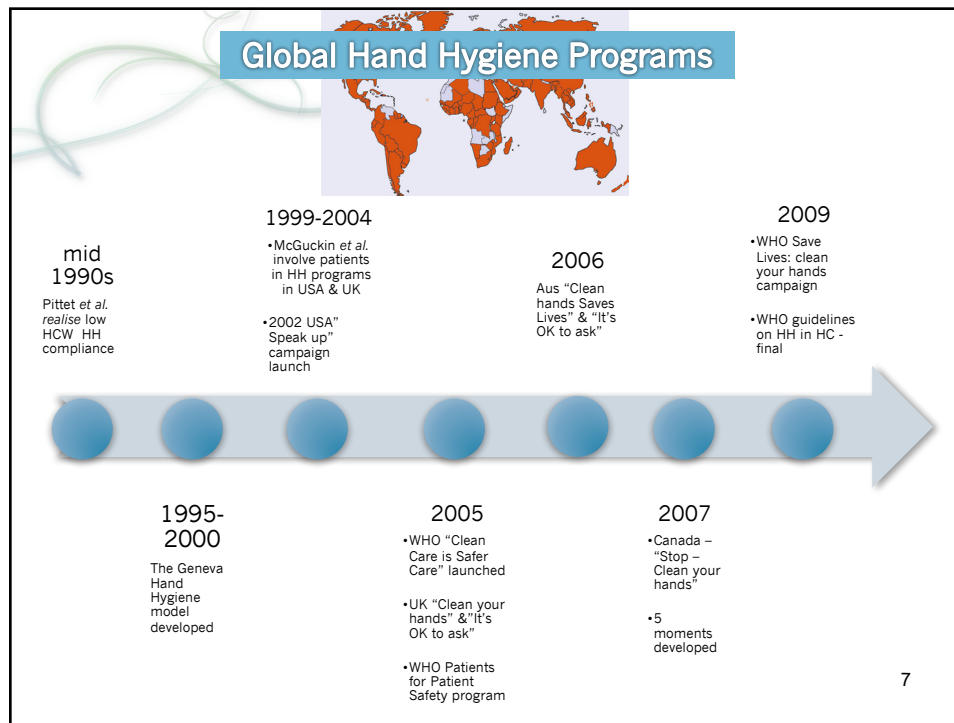 Global Hand Hygiene Programs
mid
1990s
Pittet et al.
realise low
HCW HH
compliance
1995-
2000
The Geneva
Hand
Hygiene
model
developed
1999-2004
•McGuckin et al.
involve patients
in HH programs
in USA & UK
•2002 USA”
Speak up”
campaign
launch
2005
•WHO “Clean
Care is Safer
Care” launched
•UK “Clean your
hands” &”It’s
OK to ask”
•WHO Patients
for Patient
Safety program
2006
Aus “Clean
hands Saves
Lives” & “It’s
OK to ask”
2007
•Canada –
“Stop –
Clean your
hands”
•5
moments
developed
2009
•WHO Save
Lives: clean
your hands
campaign
•WHO guidelines
on HH in HC -
final
7